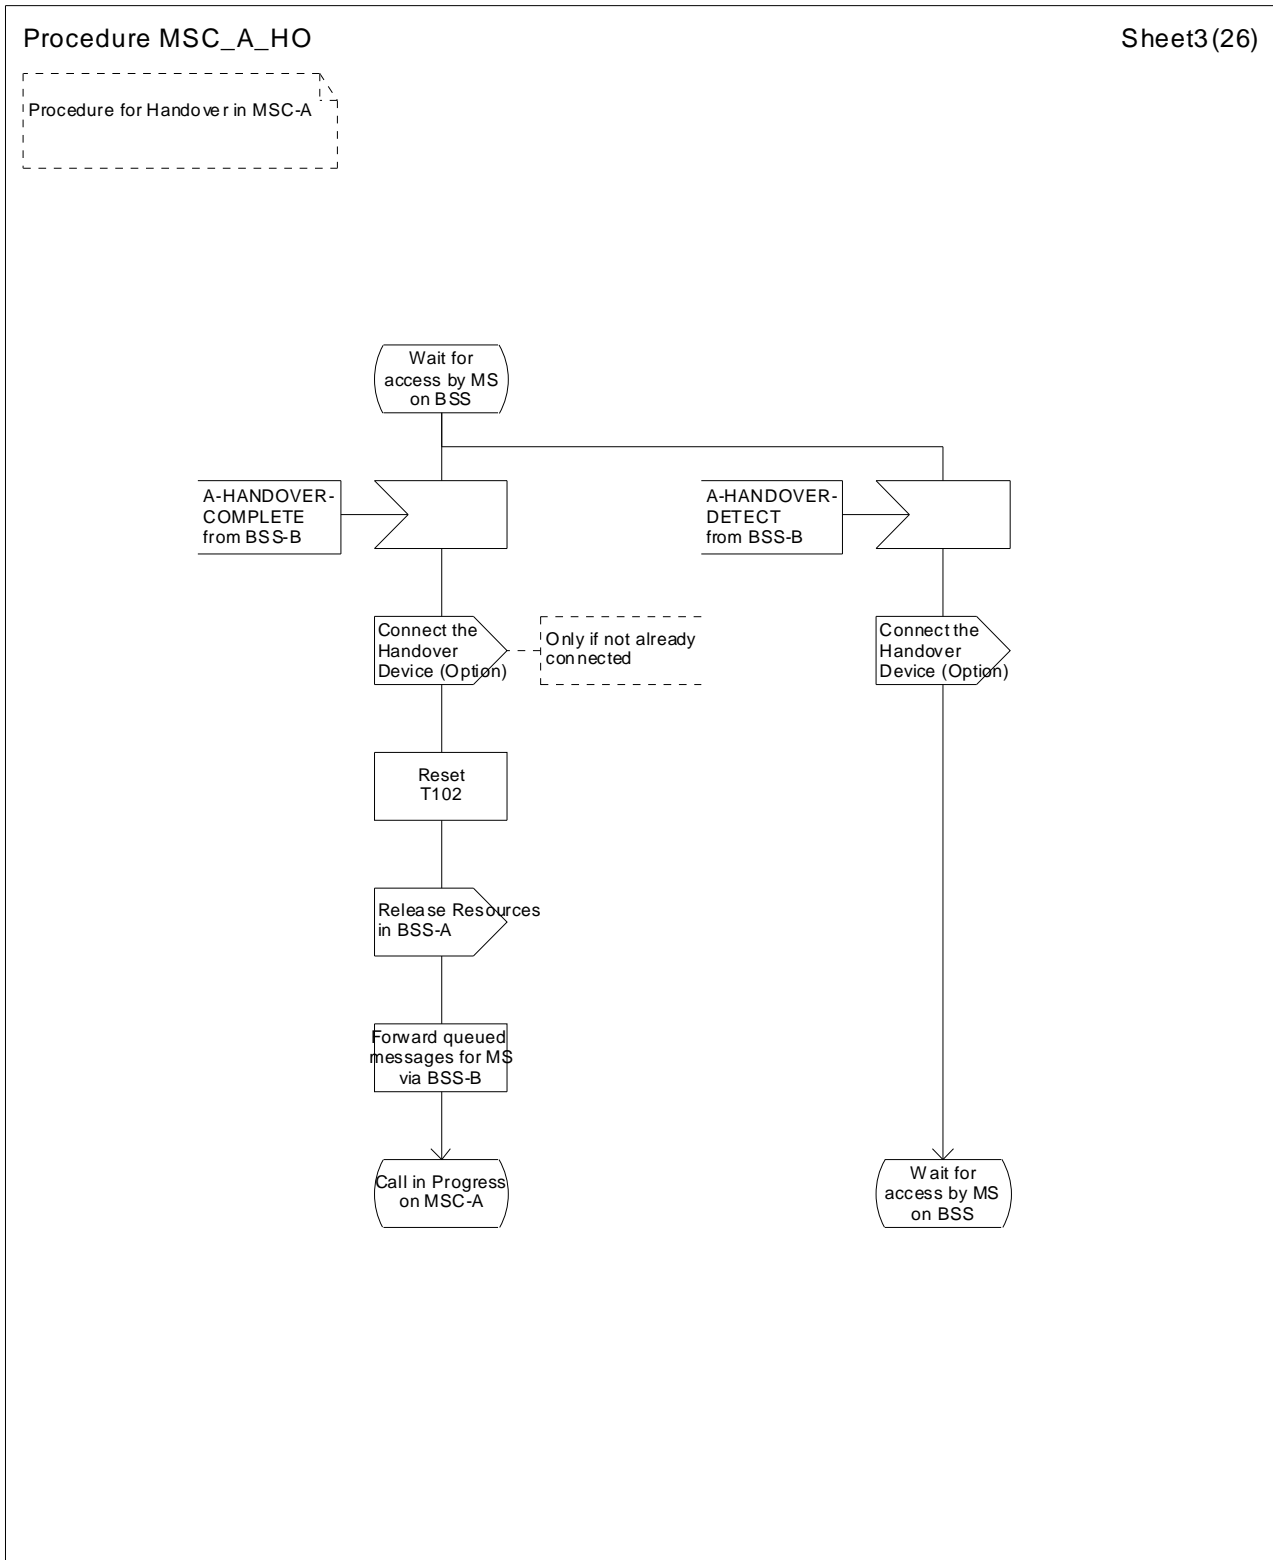 Procedure MSC_A_HO
Sheet3(26)
Procedure for Handover in MSC-A
Wait for
access by MS
on BSS
A-HANDOVER-
COMPLETE
from BSS-B
A-HANDOVER-
DETECT
from BSS-B
Connect the
Handover
Device (Option)
Only if not already
connected
Connect the
Handover
Device (Option)
Reset
T102
Release Resources
in BSS-A
Forward queued
messages for MS
via BSS-B
Call in Progress
on MSC-A
Wait for
access by MS
on BSS